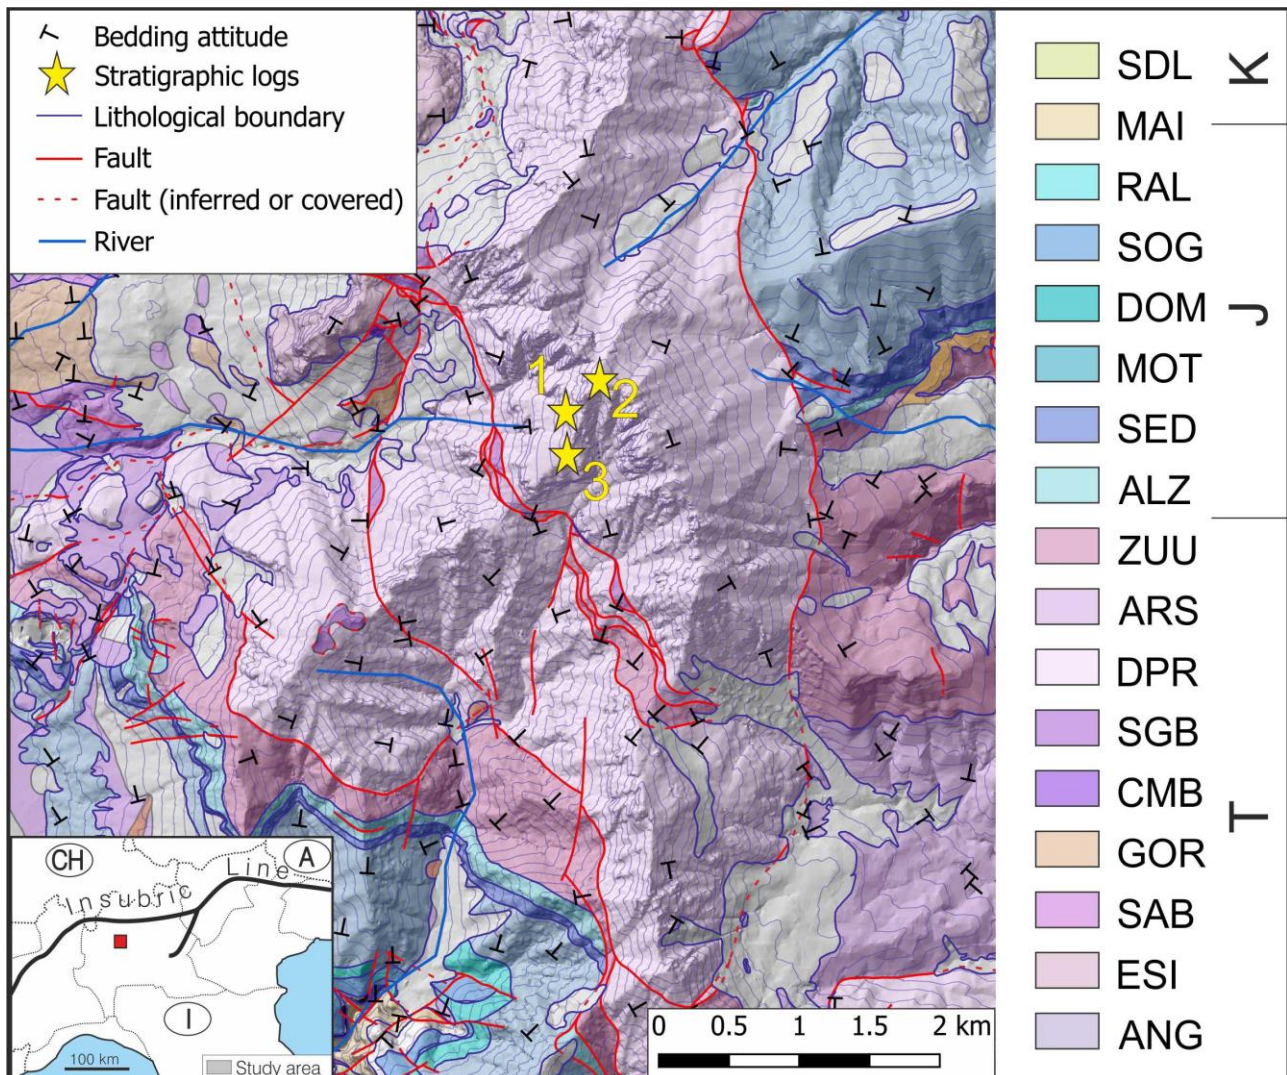 Bedding attitude
Stratigraphic logs
Lithological boundary
Fault
Fault (inferred or covered)
River
1
2
3
CH
A
Insubric Line
I
100 km
Study area
0 0.5 1 2 km
SDL
MAI
RAL
SOG
DOM
MOT
SED
ALZ
ZUU
ARS
DPR
SGB
CMB
GOR
SAB
ESI
ANG
K
J
T